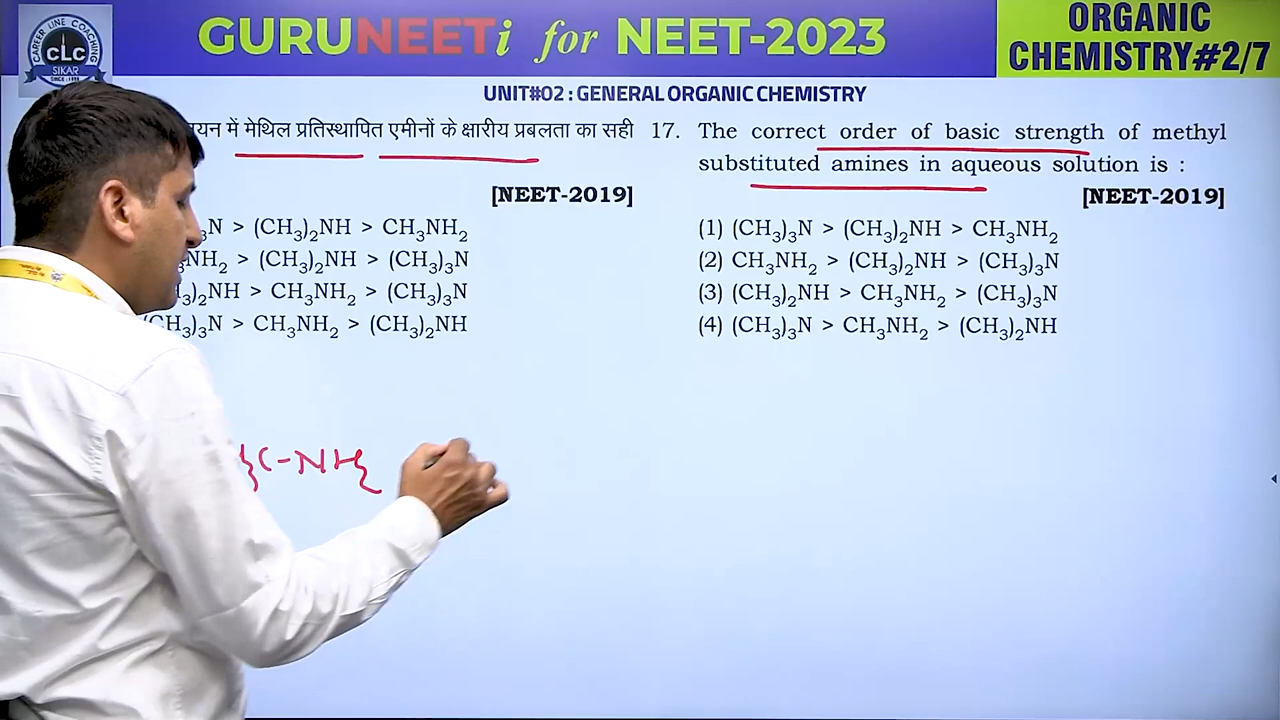 GURUNEETi for NEET-2023
ORGANIC
CHEMISTRY#2/7
CAREER LINE COACHING
CLC
SIKAR
SINCE : 1996
UNIT#02 : GENERAL ORGANIC CHEMISTRY
में मेथिल प्रतिस्थापित एमीनों के क्षारीय प्रबलता का सही
[NEET-2019]
N > (CH₃)₂NH > CH₃NH₂
NH₂ > (CH₃)₂NH > (CH₃)₃N
)₂NH > CH₃NH₂ > (CH₃)₃N
CH₃)₃N > CH₃NH₂ > (CH₃)₂NH
17. The correct order of basic strength of methyl
substituted amines in aqueous solution is :
[NEET-2019]
(1) (CH₃)₃N > (CH₃)₂NH > CH₃NH₂
(2) CH₃NH₂ > (CH₃)₂NH > (CH₃)₃N
(3) (CH₃)₂NH > CH₃NH₂ > (CH₃)₃N
(4) (CH₃)₃N > CH₃NH₂ > (CH₃)₂NH